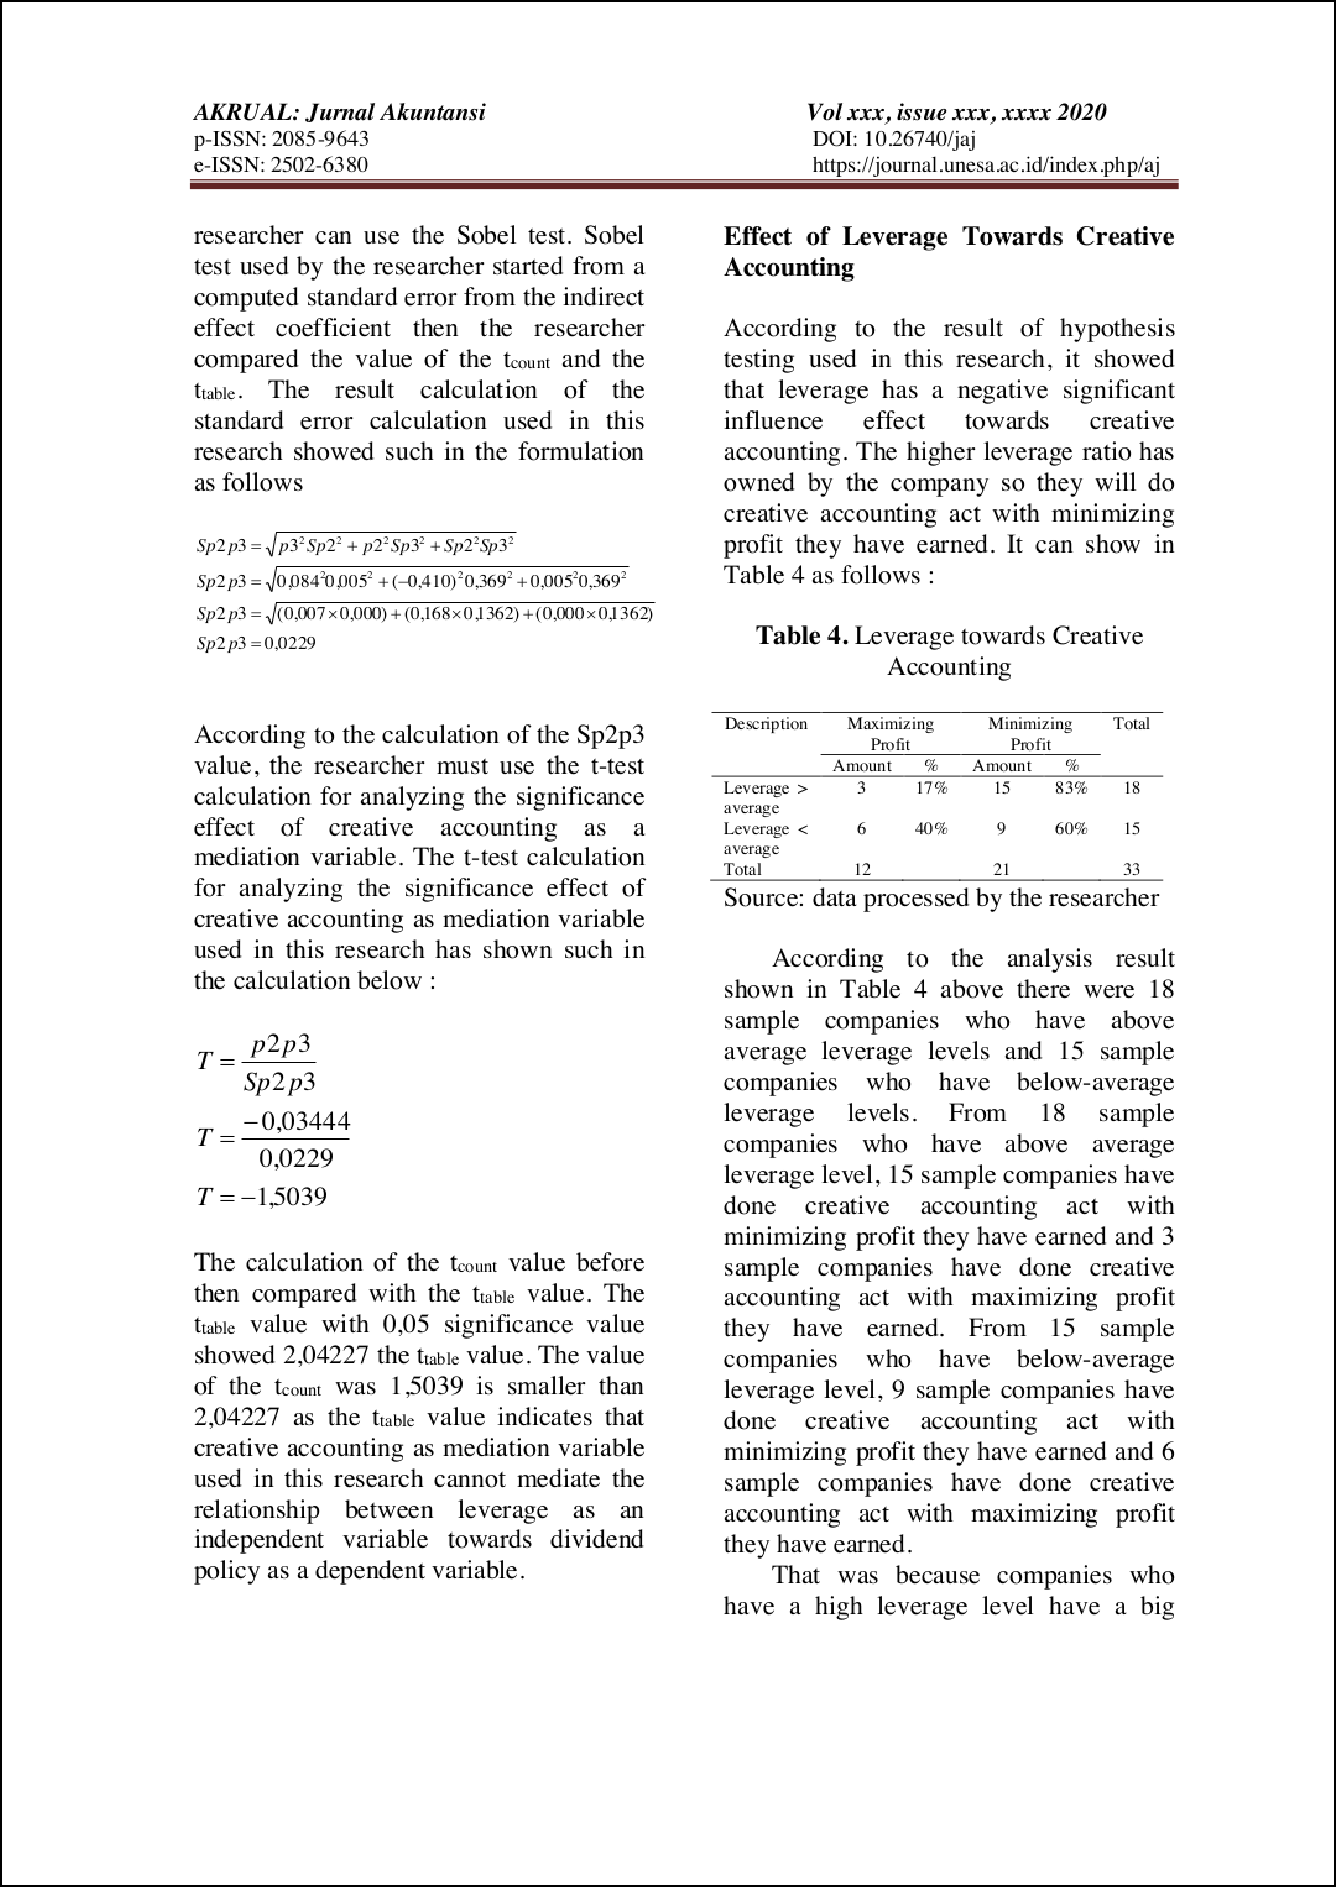 AKRUAL: Jurnal Akuntansi
p-ISSN: 2085-9643
e-ISSN: 2502-6380
Vol xxx, issue xxx, xxxx 2020
DOI: 10.26740/jaj
https://journal.unesa.ac.id/index.php/aj
researcher can use the Sobel test. Sobel
test used by the researcher started from a
computed standard error from the indirect
effect coefficient then the researcher
compared the value of the tcount and the
ttable. The result calculation of the
standard error calculation used in this
research showed such in the formulation
as follows
Sp2p3 = √(p3² Sp2² + p2² Sp3² + Sp2² Sp3²)
Sp2p3 = √(0,084² 0,005² + (−0,410)² 0,369² + 0,005² 0,369²)
Sp2p3 = √((0,007 × 0,000) + (0,168 × 0,1362) + (0,000 × 0,1362))
Sp2p3 = 0,0229
According to the calculation of the Sp2p3
value, the researcher must use the t-test
calculation for analyzing the significance
effect of creative accounting as a
mediation variable. The t-test calculation
for analyzing the significance effect of
creative accounting as mediation variable
used in this research has shown such in
the calculation below :
T = p2p3 / Sp2p3
T = −0,03444 / 0,0229
T = −1,5039
The calculation of the tcount value before
then compared with the ttable value. The
ttable value with 0,05 significance value
showed 2,04227 the ttable value. The value
of the tcount was 1,5039 is smaller than
2,04227 as the ttable value indicates that
creative accounting as mediation variable
used in this research cannot mediate the
relationship between leverage as an
independent variable towards dividend
policy as a dependent variable.
Effect of Leverage Towards Creative
Accounting
According to the result of hypothesis
testing used in this research, it showed
that leverage has a negative significant
influence effect towards creative
accounting. The higher leverage ratio has
owned by the company so they will do
creative accounting act with minimizing
profit they have earned. It can show in
Table 4 as follows :
Table 4. Leverage towards Creative
Accounting
Description Maximizing Minimizing Total
Profit Profit
Amount % Amount %
Leverage > 3 17% 15 83% 18
average
Leverage < 6 40% 9 60% 15
average
Total 12 21 33
Source: data processed by the researcher
According to the analysis result
shown in Table 4 above there were 18
sample companies who have above
average leverage levels and 15 sample
companies who have below-average
leverage levels. From 18 sample
companies who have above average
leverage level, 15 sample companies have
done creative accounting act with
minimizing profit they have earned and 3
sample companies have done creative
accounting act with maximizing profit
they have earned. From 15 sample
companies who have below-average
leverage level, 9 sample companies have
done creative accounting act with
minimizing profit they have earned and 6
sample companies have done creative
accounting act with maximizing profit
they have earned.
That was because companies who
have a high leverage level have a big